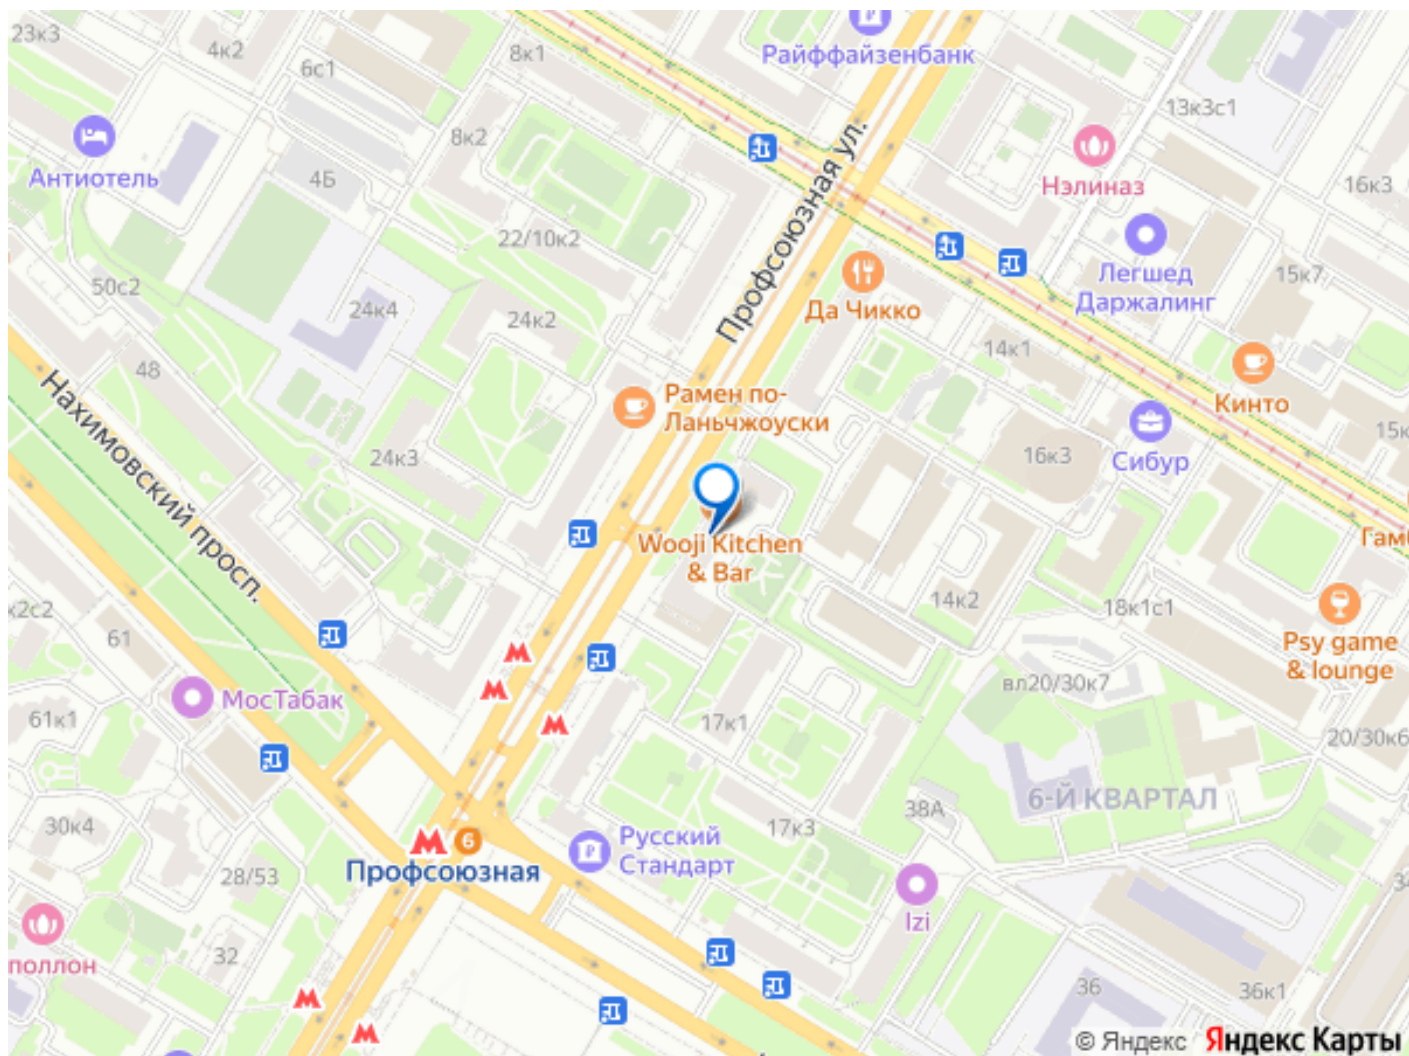 23к3
4к2
6с1
8к1
Райффайзенбанк
13к3с1
8к2
Антиотель
4Б
Нэлиназ
16к3
22/10к2
Профсоюзная ул.
Легшед
Даржалинг
15к7
50с2
24к4
24к2
Да Чикко
14к1
48
Нахимовский просп.
Рамен по-
Ланьчжоуски
Кинто
24к3
16к3
Сибур
Wooji Kitchen
& Bar
14к2
18к1с1
61
Psy game
& lounge
МосТабак
61к1
вл20/30к7
17к1
20/30к6
6-Й КВАРТАЛ
38А
30к4
17к3
6
Профсоюзная
Русский
Стандарт
28/53
Izi
32
36
36к1
© Яндекс
Яндекс Карты